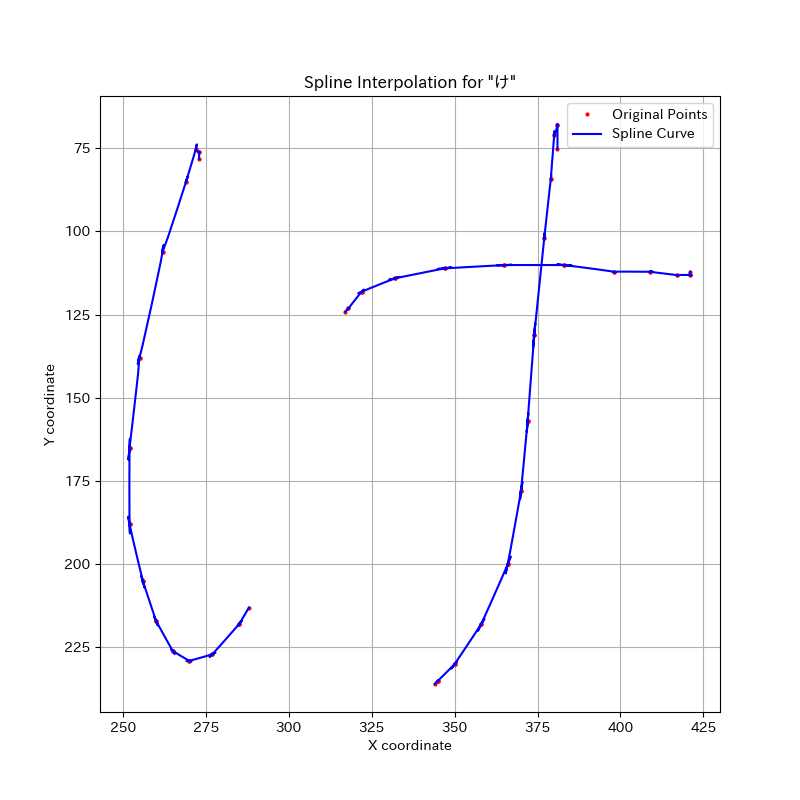 Spline Interpolation for "け"
Original Points
Spline Curve
75
100
125
150
175
200
225
Y coordinate
250 275 300 325 350 375 400 425
X coordinate